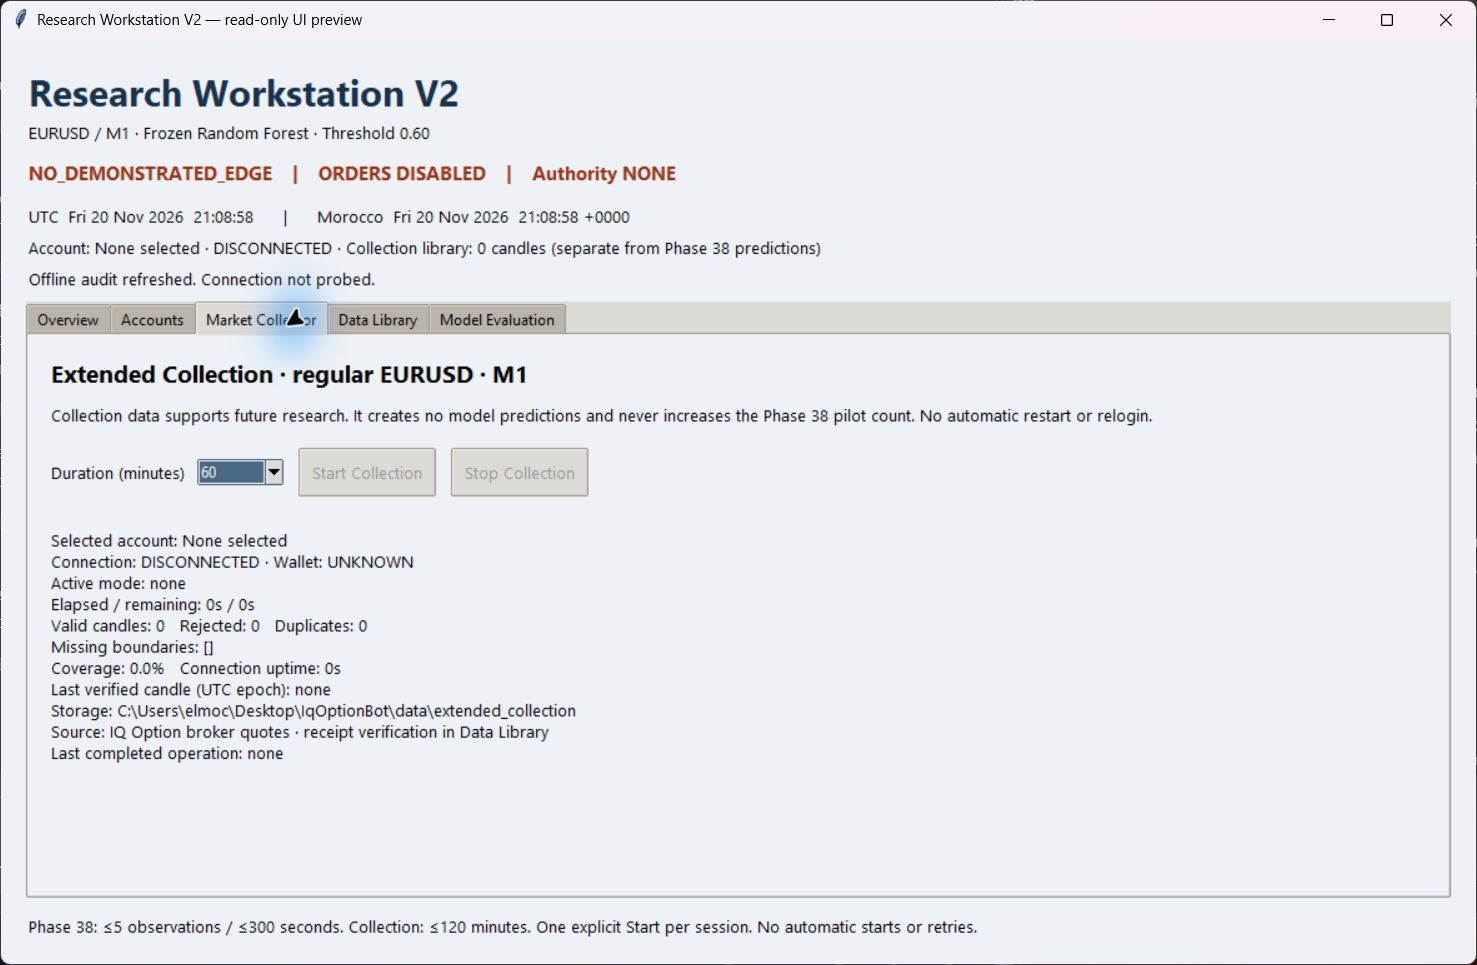 Research Workstation V2 — read-only UI preview
Research Workstation V2
EURUSD / M1 · Frozen Random Forest · Threshold 0.60
NO_DEMONSTRATED_EDGE | ORDERS DISABLED | Authority NONE
UTC Fri 20 Nov 2026 21:08:58 | Morocco Fri 20 Nov 2026 21:08:58 +0000
Account: None selected · DISCONNECTED · Collection library: 0 candles (separate from Phase 38 predictions)
Offline audit refreshed. Connection not probed.
Overview Accounts Market Collector Data Library Model Evaluation
Extended Collection · regular EURUSD · M1
Collection data supports future research. It creates no model predictions and never increases the Phase 38 pilot count. No automatic restart or relogin.
Duration (minutes) 60 Start Collection Stop Collection
Selected account: None selected
Connection: DISCONNECTED · Wallet: UNKNOWN
Active mode: none
Elapsed / remaining: 0s / 0s
Valid candles: 0 Rejected: 0 Duplicates: 0
Missing boundaries: []
Coverage: 0.0% Connection uptime: 0s
Last verified candle (UTC epoch): none
Storage: C:\Users\elmoc\Desktop\IqOptionBot\data\extended_collection
Source: IQ Option broker quotes · receipt verification in Data Library
Last completed operation: none
Phase 38: ≤5 observations / ≤300 seconds. Collection: ≤120 minutes. One explicit Start per session. No automatic starts or retries.